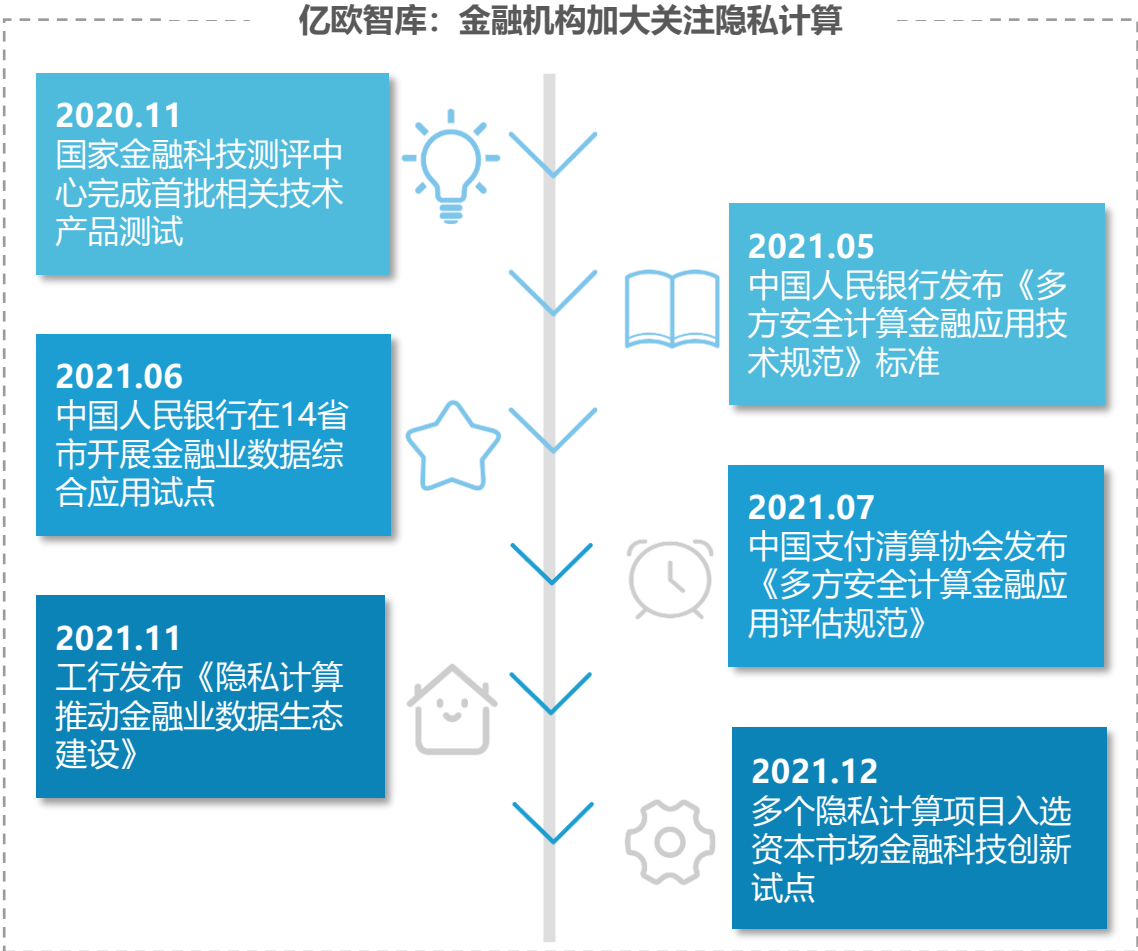 亿欧智库：金融机构加大关注隐私计算
2020.11
国家金融科技测评中
心完成首批相关技术
产品测试
2021.05
中国人民银行发布《多
方安全计算金融应用技
术规范》标准
2021.06
中国人民银行在14省
市开展金融业数据综
合应用试点
2021.07
中国支付清算协会发布
《多方安全计算金融应
用评估规范》
2021.11
工行发布《隐私计算
推动金融业数据生态
建设》
2021.12
多个隐私计算项目入选
资本市场金融科技创新
试点